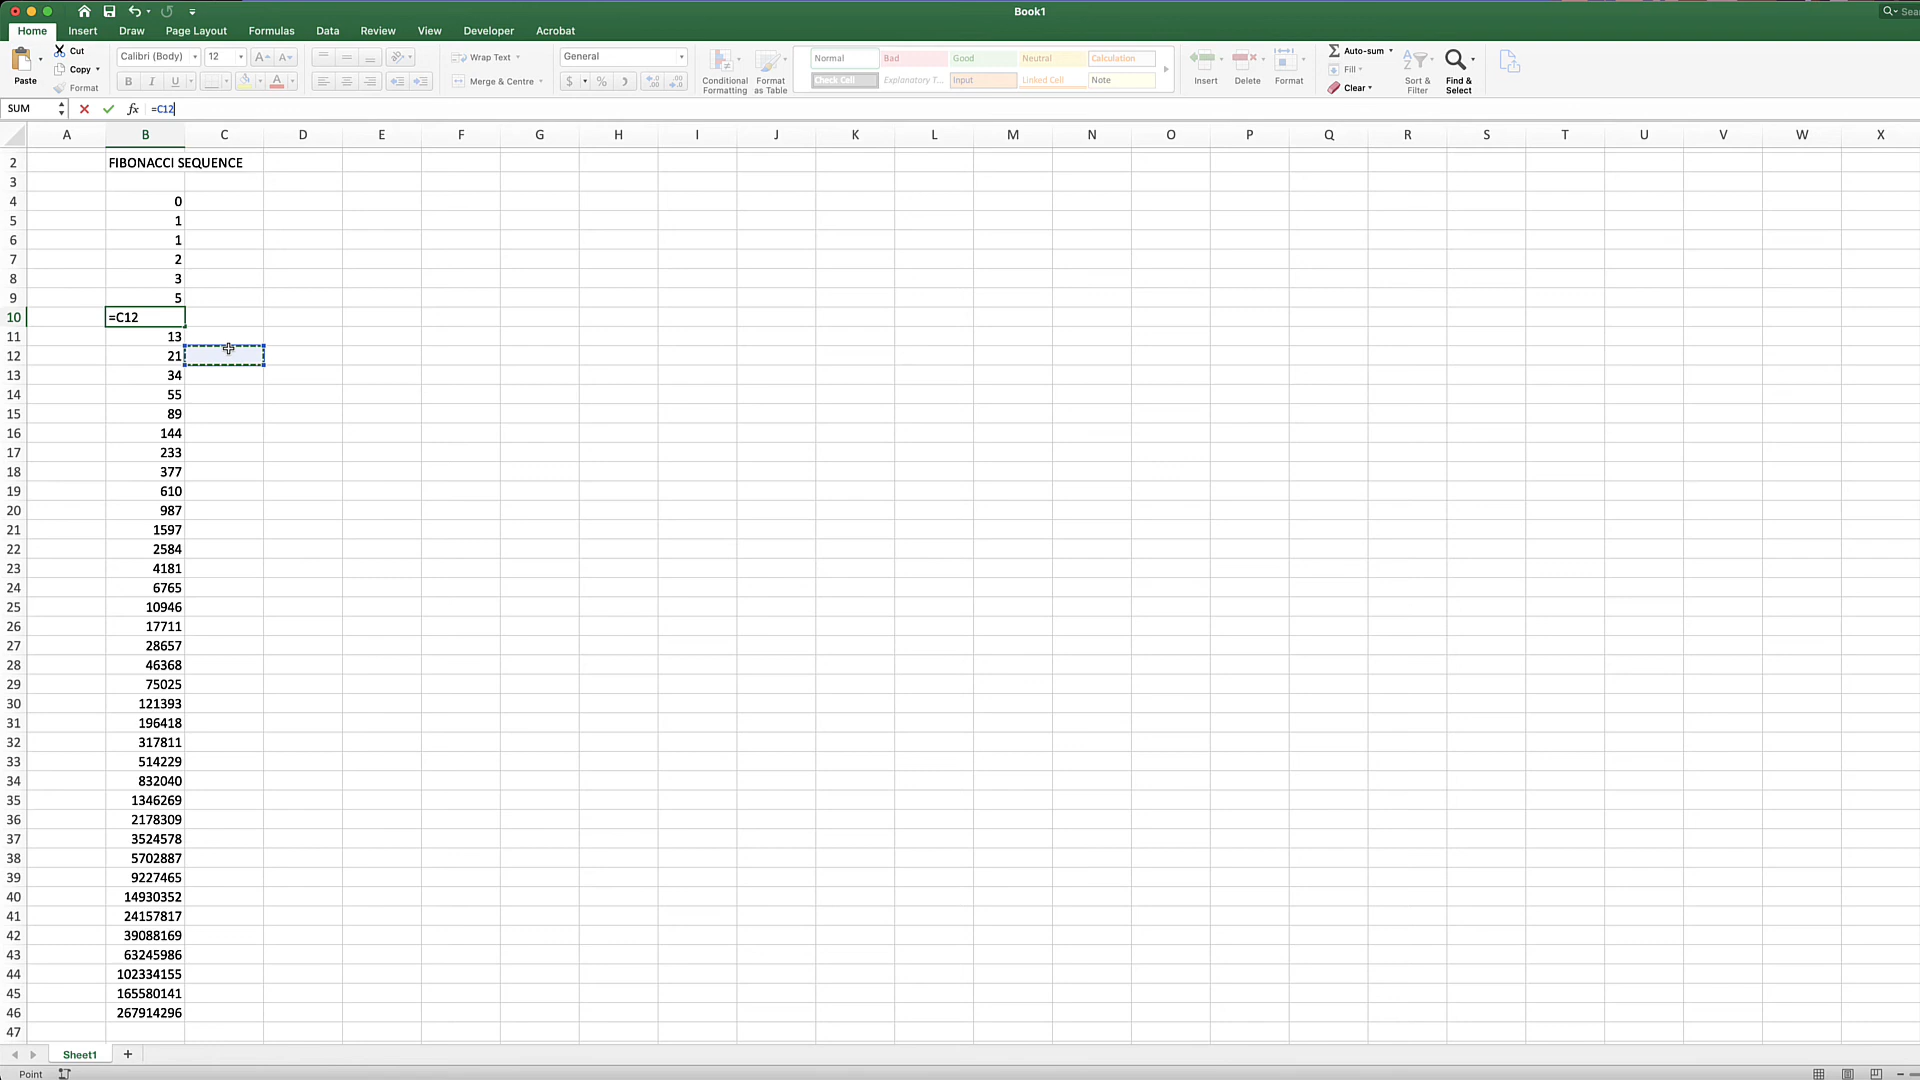 Book1
Sea
Home Insert Draw Page Layout Formulas Data Review View Developer Acrobat
Paste
Cut
Copy
Format
Calibri (Body) 12 A A
B I U A
Wrap Text
Merge & Centre
General
$ % )
Conditional Formatting
Format as Table
Normal Bad Good Neutral Calculation
Check Cell Explanatory T... Input Linked Cell Note
Insert
Delete
Format
Auto-sum
Fill
Clear
Sort & Filter
Find & Select
SUM fx =C12
A B C D E F G H I J K L M N O P Q R S T U V W X
2 FIBONACCI SEQUENCE
3
4 0
5 1
6 1
7 2
8 3
9 5
10 =C12
11 13
12 21
13 34
14 55
15 89
16 144
17 233
18 377
19 610
20 987
21 1597
22 2584
23 4181
24 6765
25 10946
26 17711
27 28657
28 46368
29 75025
30 121393
31 196418
32 317811
33 514229
34 832040
35 1346269
36 2178309
37 3524578
38 5702887
39 9227465
40 14930352
41 24157817
42 39088169
43 63245986
44 102334155
45 165580141
46 267914296
47
Sheet1 +
Point